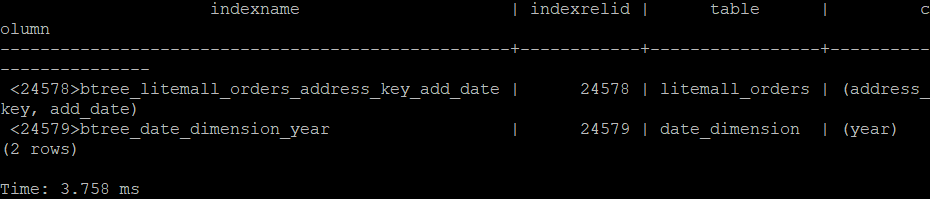 indexname | indexrelid | table | c
olumn
---------------------------------------------------+------------+-----------------+----------
---------------
<24578>btree_litemall_orders_address_key_add_date | 24578 | litemall_orders | (address_
key, add_date)
<24579>btree_date_dimension_year | 24579 | date_dimension | (year)
(2 rows)
Time: 3.758 ms